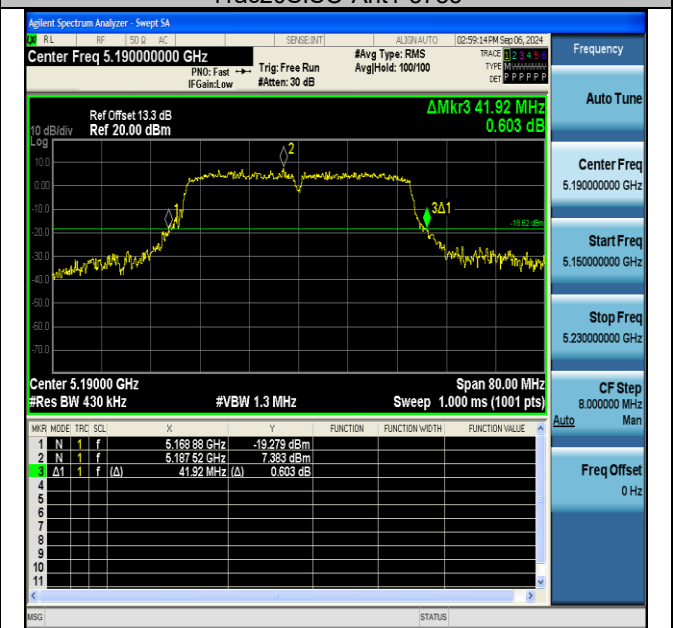 Agilent Spectrum Analyzer - Swept SA
RL RF 50 Ω AC SENSE:INT ALIGN AUTO 02:59:14 PM Sep 06, 2024
Center Freq 5.190000000 GHz
PNO: Fast
IFGain:Low
Trig: Free Run
#Atten: 30 dB
#Avg Type: RMS
Avg|Hold: 100/100
TRACE 1 2 3 4 5 6
TYPE M
DET P P P P P P
Frequency
Auto Tune
Center Freq
5.190000000 GHz
Start Freq
5.150000000 GHz
Stop Freq
5.230000000 GHz
CF Step
8.000000 MHz
Auto Man
Freq Offset
0 Hz
ΔMkr3 41.92 MHz
0.603 dB
Ref Offset 13.3 dB
10 dB/div Ref 20.00 dBm
Log
10.0
0.00
-10.0
-20.0
-30.0
-40.0
-50.0
-60.0
-70.0
1
2
3Δ1
-18.62 dBm
Center 5.19000 GHz Span 80.00 MHz
#Res BW 430 kHz #VBW 1.3 MHz Sweep 1.000 ms (1001 pts)
MKR MODE TRC SCL X Y FUNCTION FUNCTION WIDTH FUNCTION VALUE
1 N 1 f 5.168 88 GHz -19.279 dBm
2 N 1 f 5.187 52 GHz 7.383 dBm
3 Δ1 1 f (Δ) 41.92 MHz (Δ) 0.603 dB
4
5
6
7
8
9
10
11
MSG STATUS